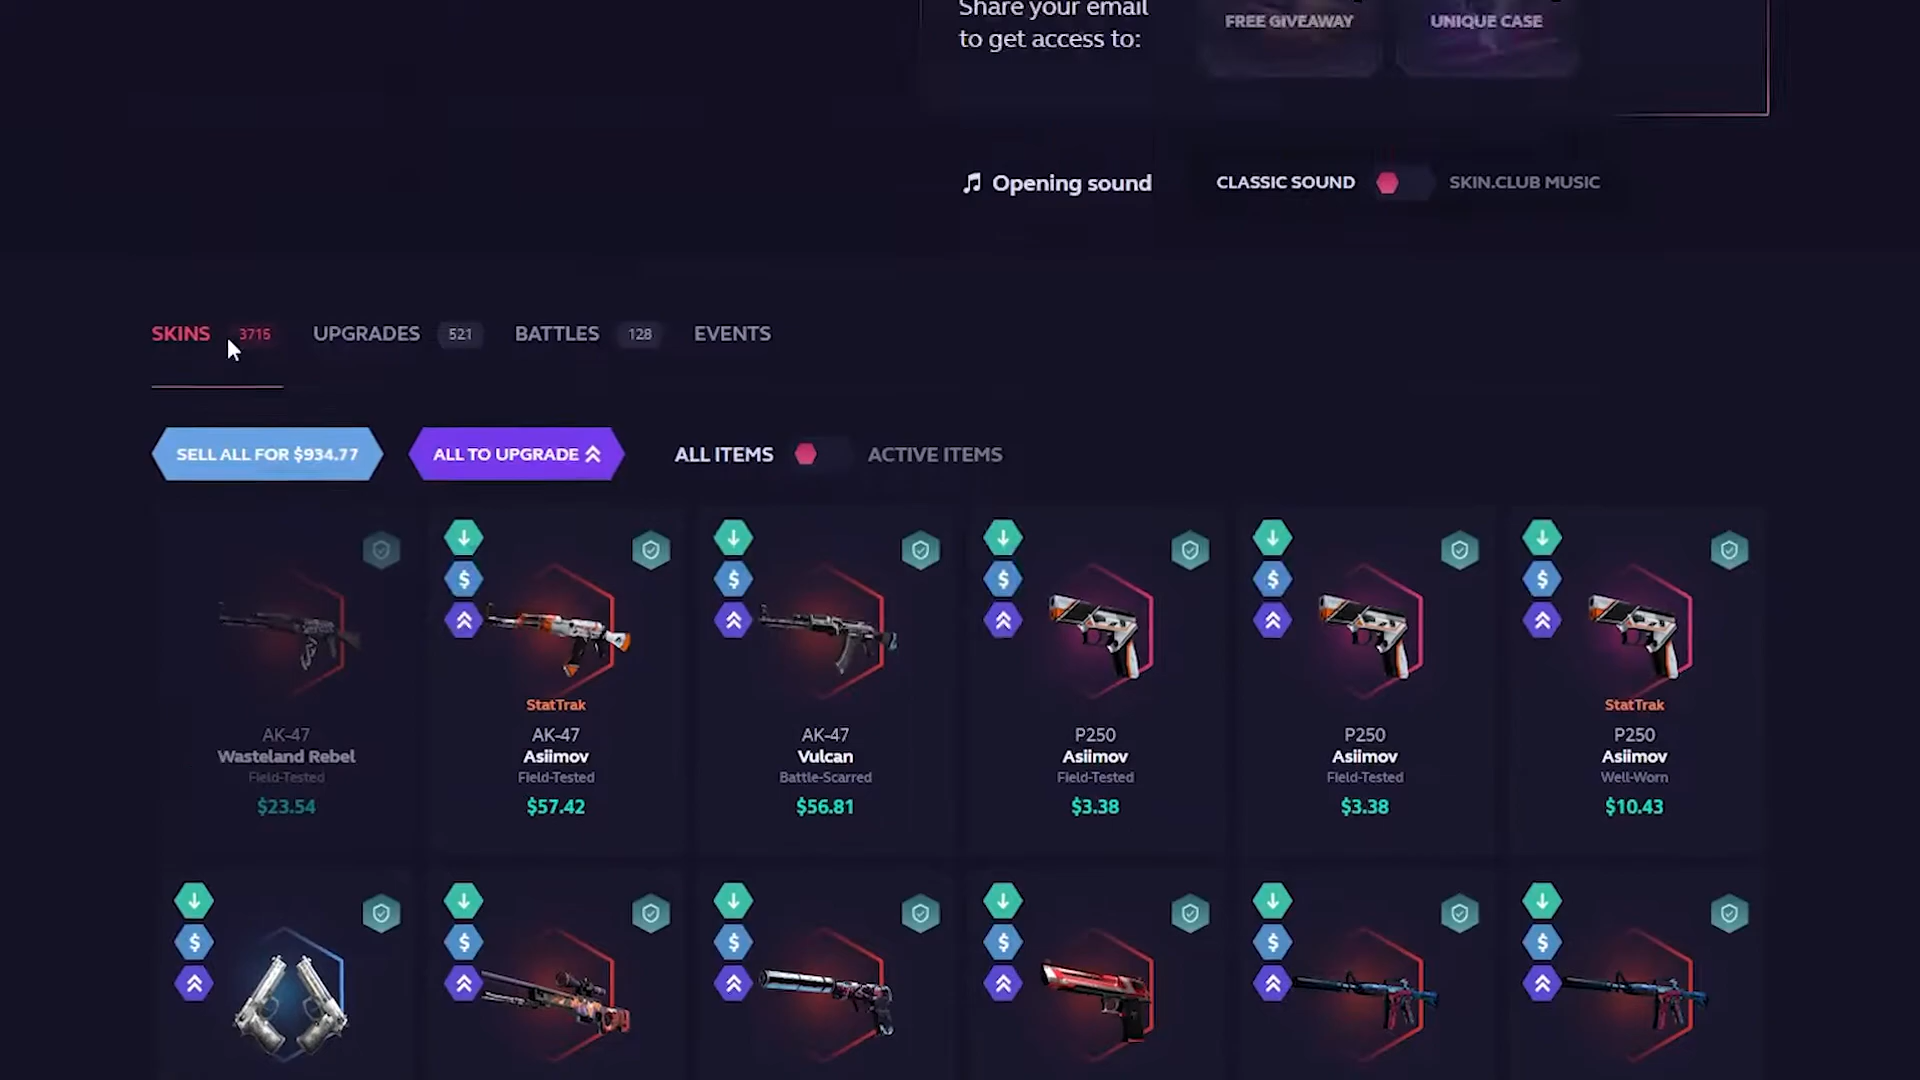 Share your email
to get access to:
FREE GIVEAWAY
UNIQUE CASE
Opening sound
CLASSIC SOUND
SKIN.CLUB MUSIC
SKINS 3715
UPGRADES 521
BATTLES 128
EVENTS
SELL ALL FOR $934.77
ALL TO UPGRADE
ALL ITEMS
ACTIVE ITEMS
AK-47
Wasteland Rebel
Field-Tested
$23.54
StatTrak
AK-47
Asiimov
Field-Tested
$57.42
AK-47
Vulcan
Battle-Scarred
$56.81
P250
Asiimov
Field-Tested
$3.38
P250
Asiimov
Field-Tested
$3.38
StatTrak
P250
Asiimov
Well-Worn
$10.43